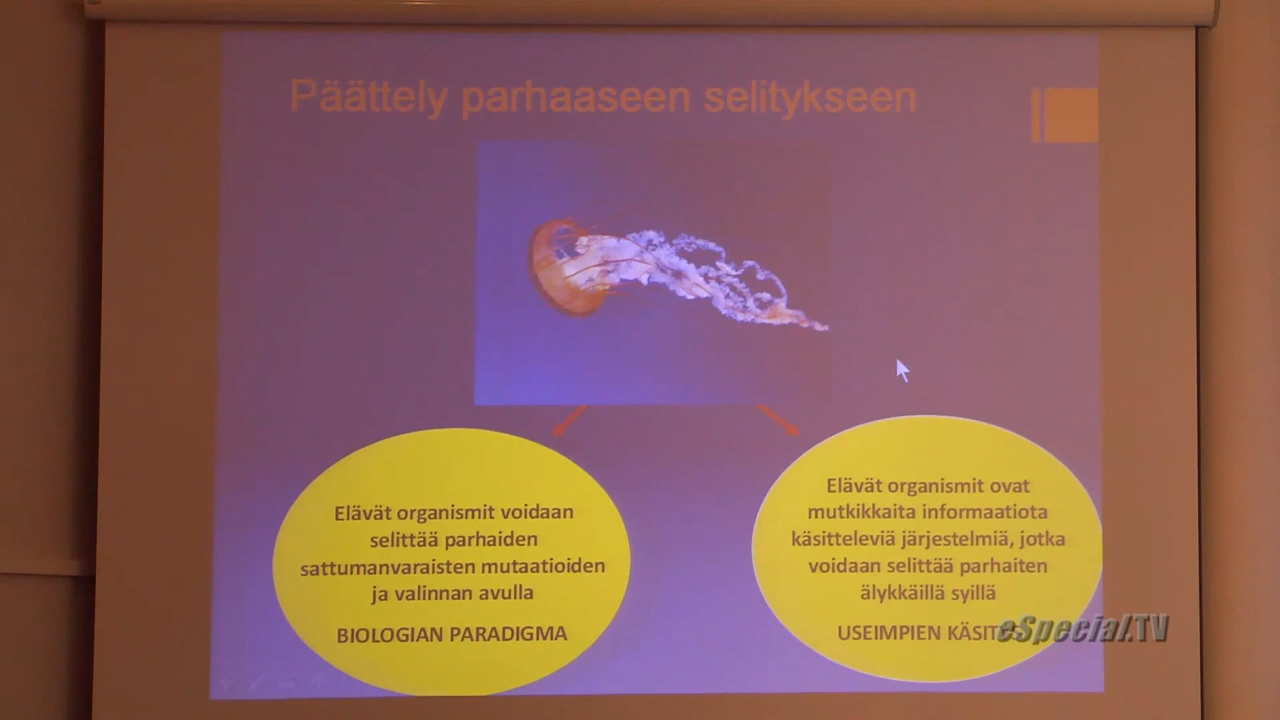 Päättely parhaaseen selitykseen
Elävät organismit voidaan
selittää parhaiden
sattumanvaraisten mutaatioiden
ja valinnan avulla
BIOLOGIAN PARADIGMA
Elävät organismit ovat
mutkikkaita informaatiota
käsitteleviä järjestelmiä, jotka
voidaan selittää parhaiten
älykkäillä syillä
USEIMPIEN
eSpecial.TV